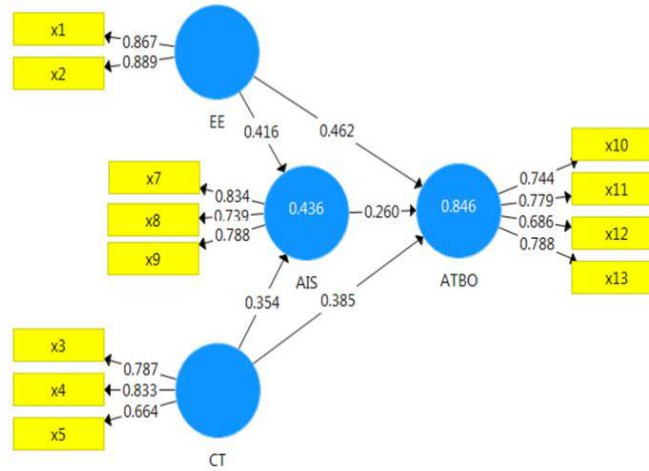 x1
0.867
x2
0.889
EE
0.416
0.462
x7
0.834
x8
0.739
x9
0.788
0.436
AIS
0.260
0.846
ATBO
x10
0.744
x11
0.779
x12
0.686
x13
0.788
0.354
0.385
x3
0.787
x4
0.833
x5
0.664
CT